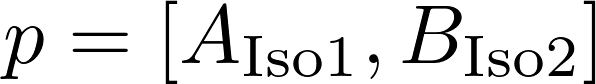 p = [A_{Iso1}, B_{Iso2}]